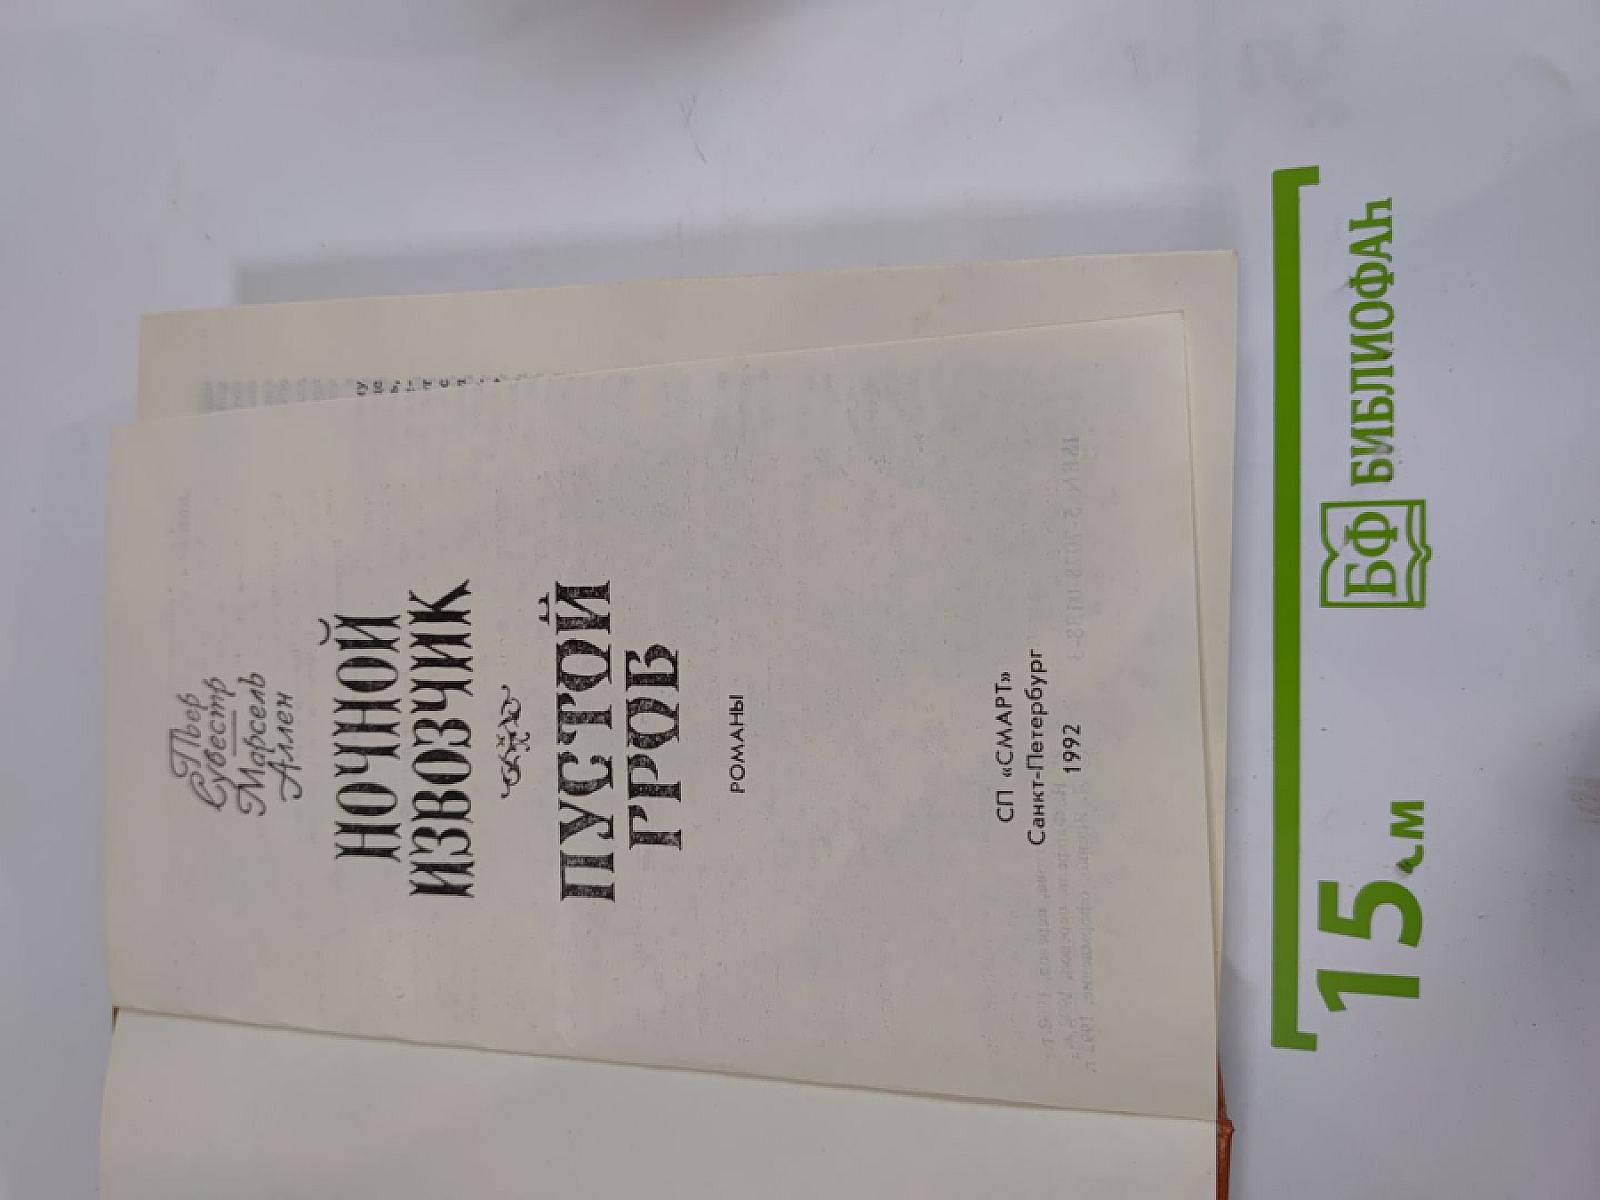 Пьер
Сувестр
Марсель
Аллен
НОЧНОЙ
ИЗВОЗЧИК
ПУСТОЙ
ГРОБ
РОМАНЫ
СП «СМАРТ»
Санкт-Петербург
1992
15 см
БФ БИБЛИОФАН